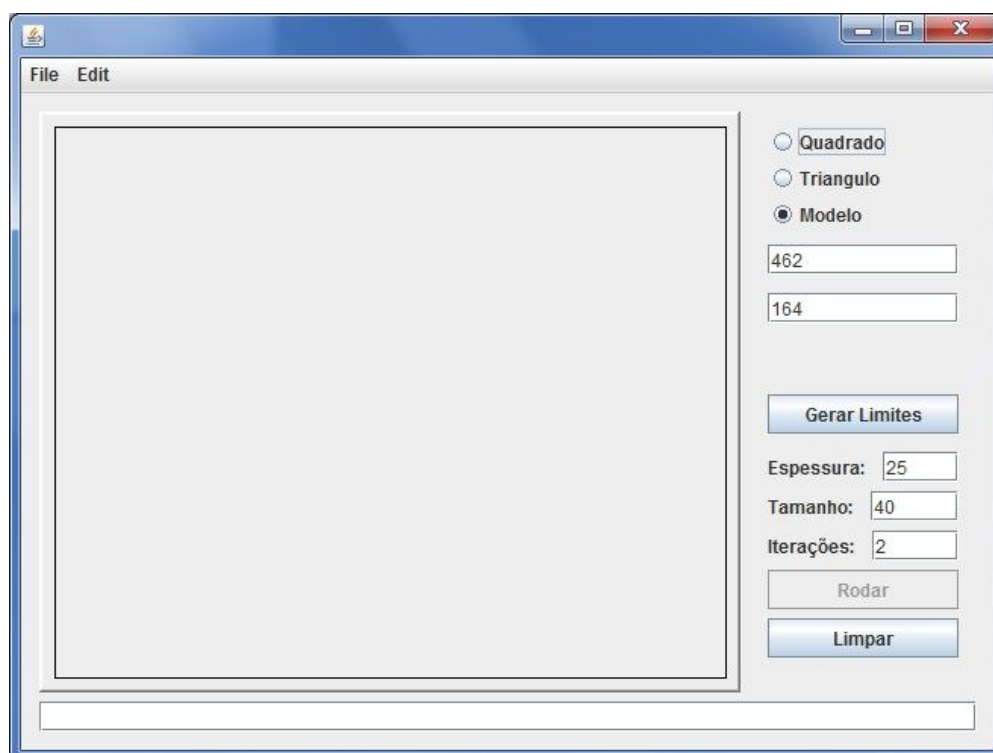 File Edit
Quadrado
Triangulo
Modelo
462
164
Gerar Limites
Espessura: 25
Tamanho: 40
Iterações: 2
Rodar
Limpar